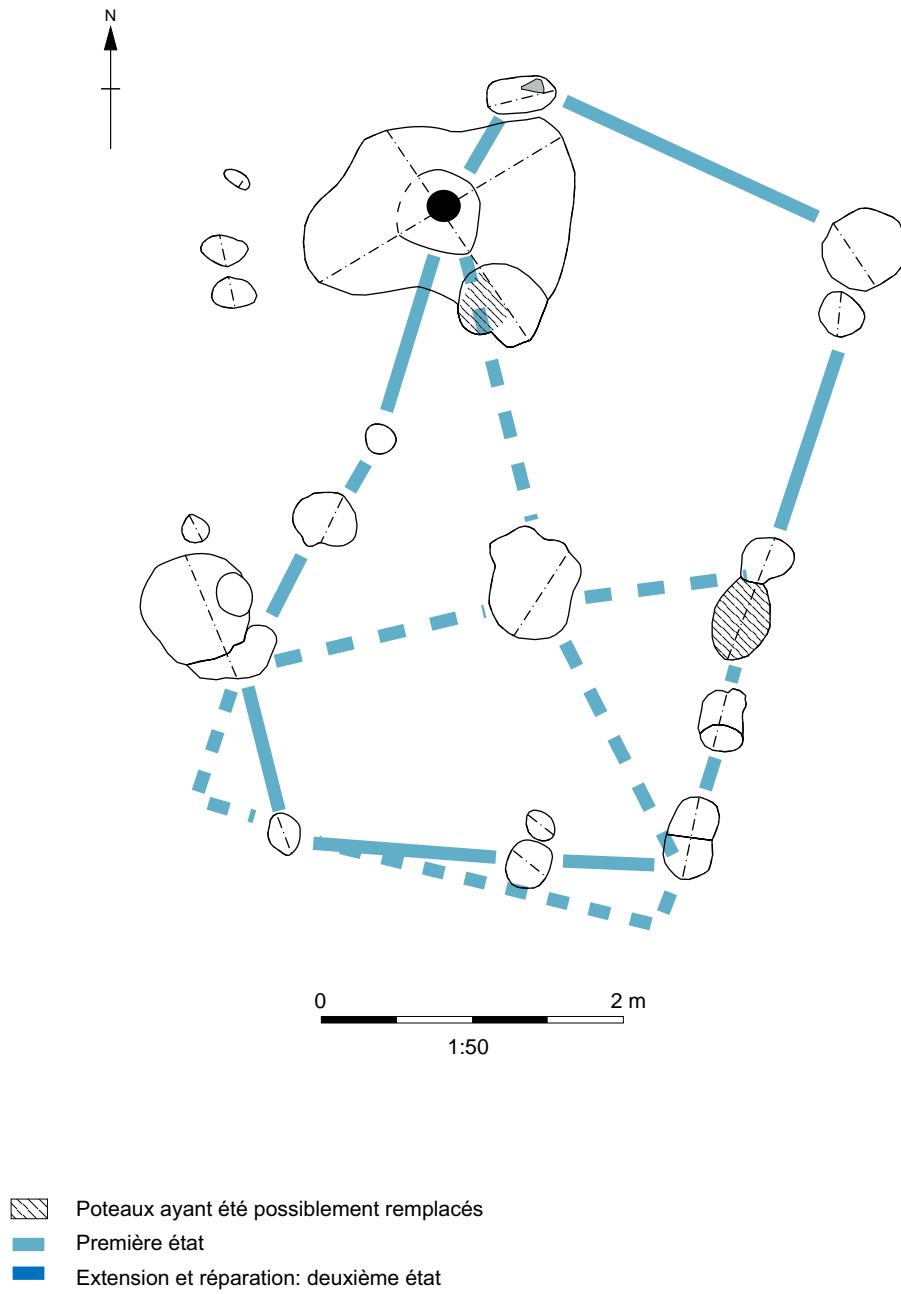 N
0 2 m
1:50
Poteaux ayant été possiblement remplacés
Première état
Extension et réparation: deuxième état